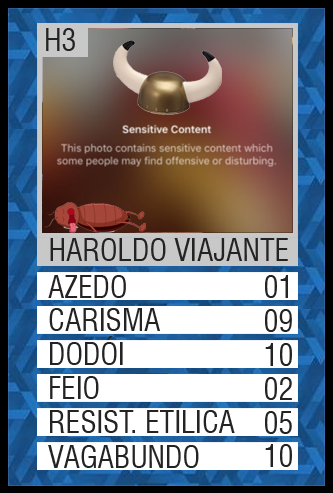 H3
Sensitive Content
This photo contains sensitive content which
some people may find offensive or disturbing.
HAROLDO VIAJANTE
AZEDO 01
CARISMA 09
DODÓI 10
FEIO 02
RESIST. ETILICA 05
VAGABUNDO 10